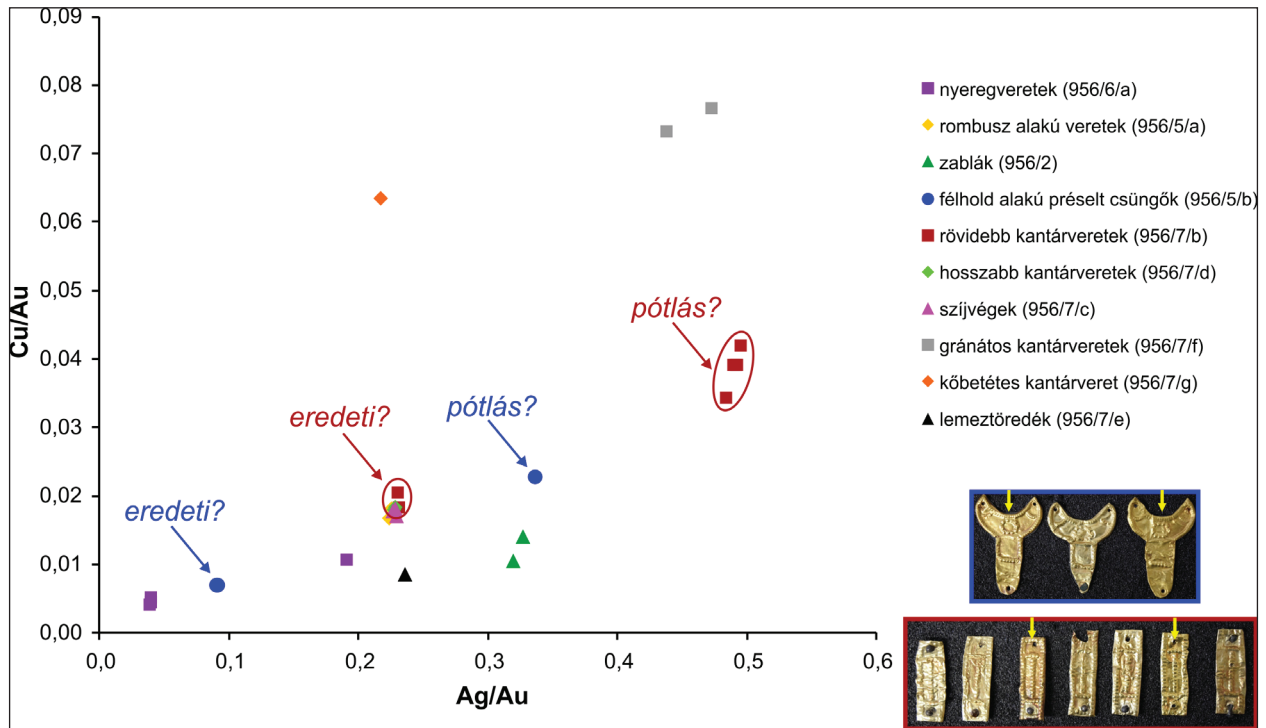 0,09
0,08
0,07
0,06
0,05
0,04
0,03
0,02
0,01
0,00
Cu/Au
0,0 0,1 0,2 0,3 0,4 0,5 0,6
Ag/Au
pótlás?
eredeti?
pótlás?
eredeti?
nyeregveretek (956/6/a)
rombusz alakú veretek (956/5/a)
zablák (956/2)
félhold alakú préselt csüngők (956/5/b)
rövidebb kantárveretek (956/7/b)
hosszabb kantárveretek (956/7/d)
szíjvégek (956/7/c)
gránátos kantárveretek (956/7/f)
kőbetétes kantárveret (956/7/g)
lemeztöredék (956/7/e)